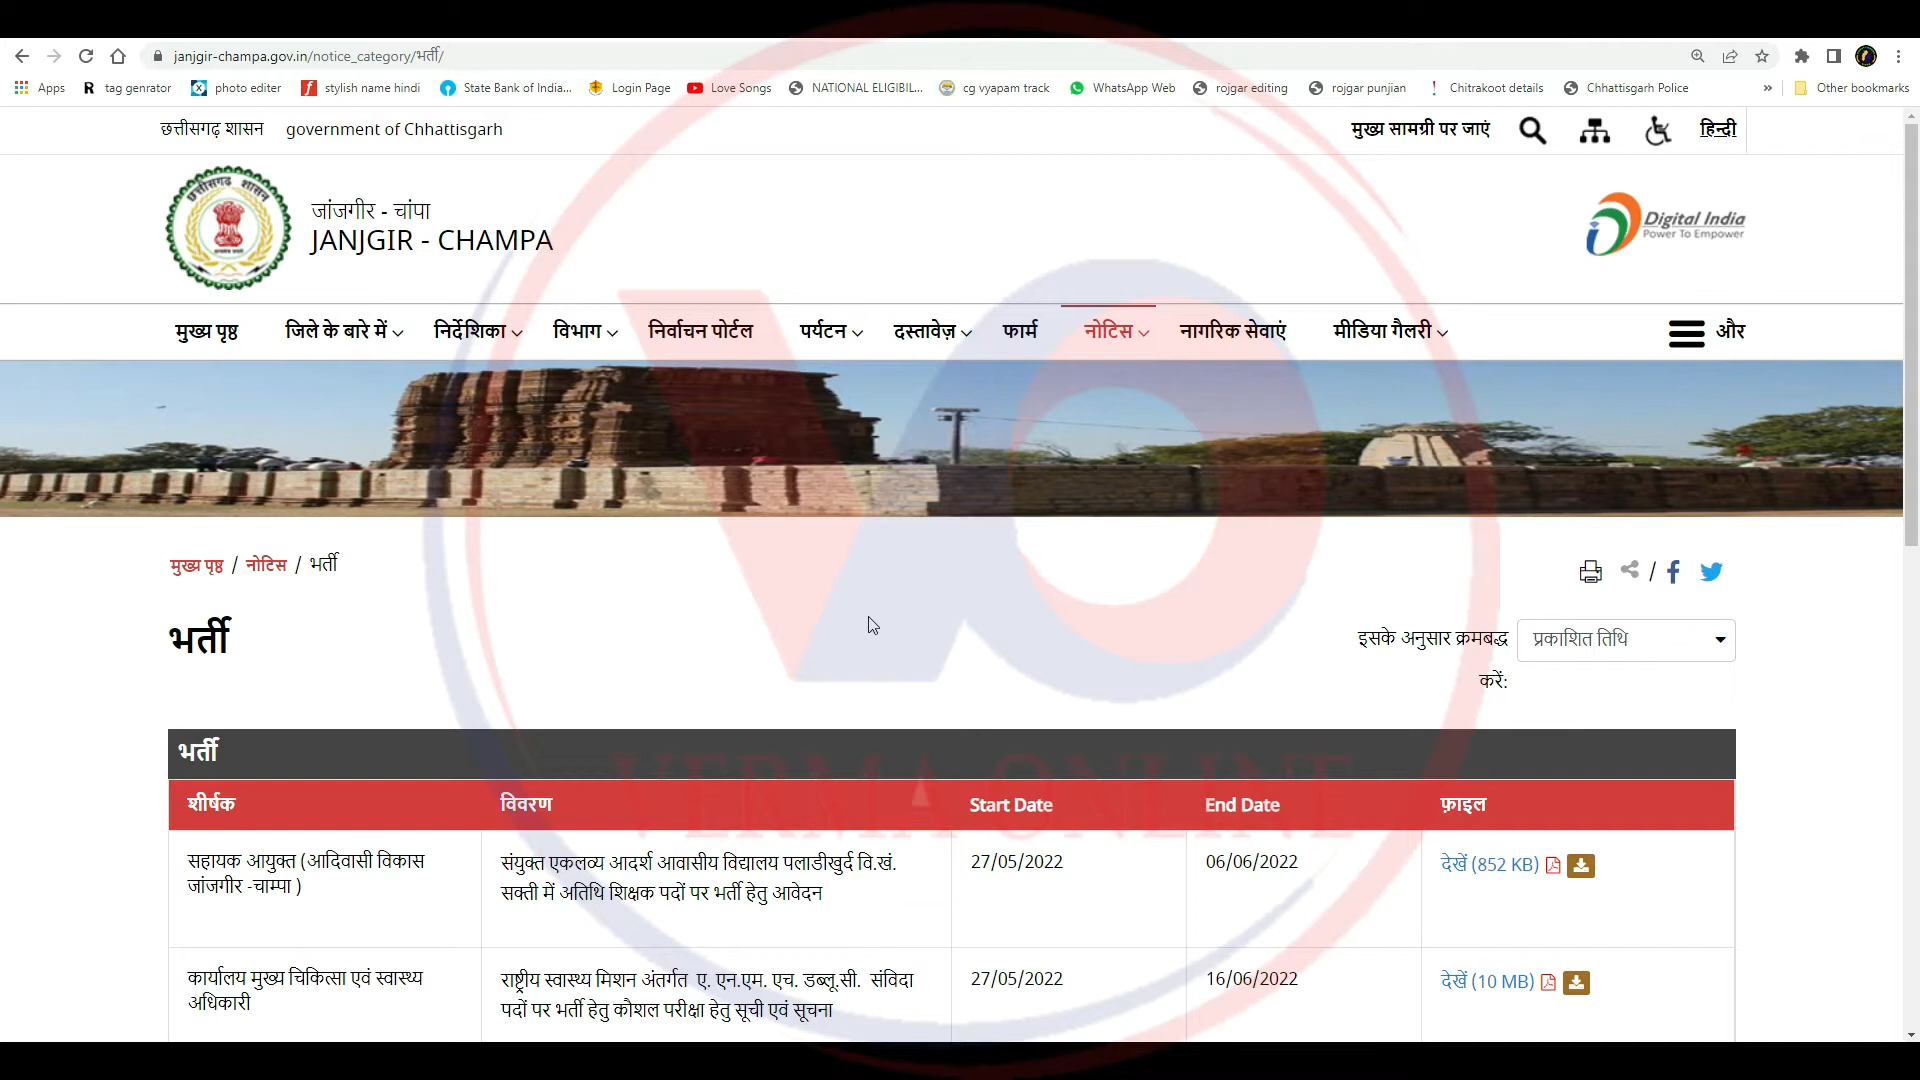 janjgir-champa.gov.in/notice_category/भर्ती/
Apps tag genrator photo editer stylish name hindi State Bank of India... Login Page Love Songs NATIONAL ELIGIBIL... cg vyapam track WhatsApp Web rojgar editing rojgar punjian Chitrakoot details Chhattisgarh Police » Other bookmarks
छत्तीसगढ़ शासन government of Chhattisgarh मुख्य सामग्री पर जाएं हिन्दी
छत्तीसगढ़ शासन
जांजगीर - चांपा
JANJGIR - CHAMPA
Digital India
Power To Empower
मुख्य पृष्ठ जिले के बारे में निर्देशिका विभाग निर्वाचन पोर्टल पर्यटन दस्तावेज़ फार्म नोटिस नागरिक सेवाएं मीडिया गैलरी और
मुख्य पृष्ठ / नोटिस / भर्ती
भर्ती
इसके अनुसार क्रमबद्ध करें: प्रकाशित तिथि
VERMA ONLINE
भर्ती
शीर्षक विवरण Start Date End Date फ़ाइल
सहायक आयुक्त (आदिवासी विकास संयुक्त एकलव्य आदर्श आवासीय विद्यालय पलाडीखुर्द वि.खं. 27/05/2022 06/06/2022 देखें (852 KB)
जांजगीर -चाम्पा ) सक्ती में अतिथि शिक्षक पदों पर भर्ती हेतु आवेदन
कार्यालय मुख्य चिकित्सा एवं स्वास्थ्य राष्ट्रीय स्वास्थ्य मिशन अंतर्गत ए. एन.एम. एच. डब्लू.सी. संविदा 27/05/2022 16/06/2022 देखें (10 MB)
अधिकारी पदों पर भर्ती हेतु कौशल परीक्षा हेतु सूची एवं सूचना